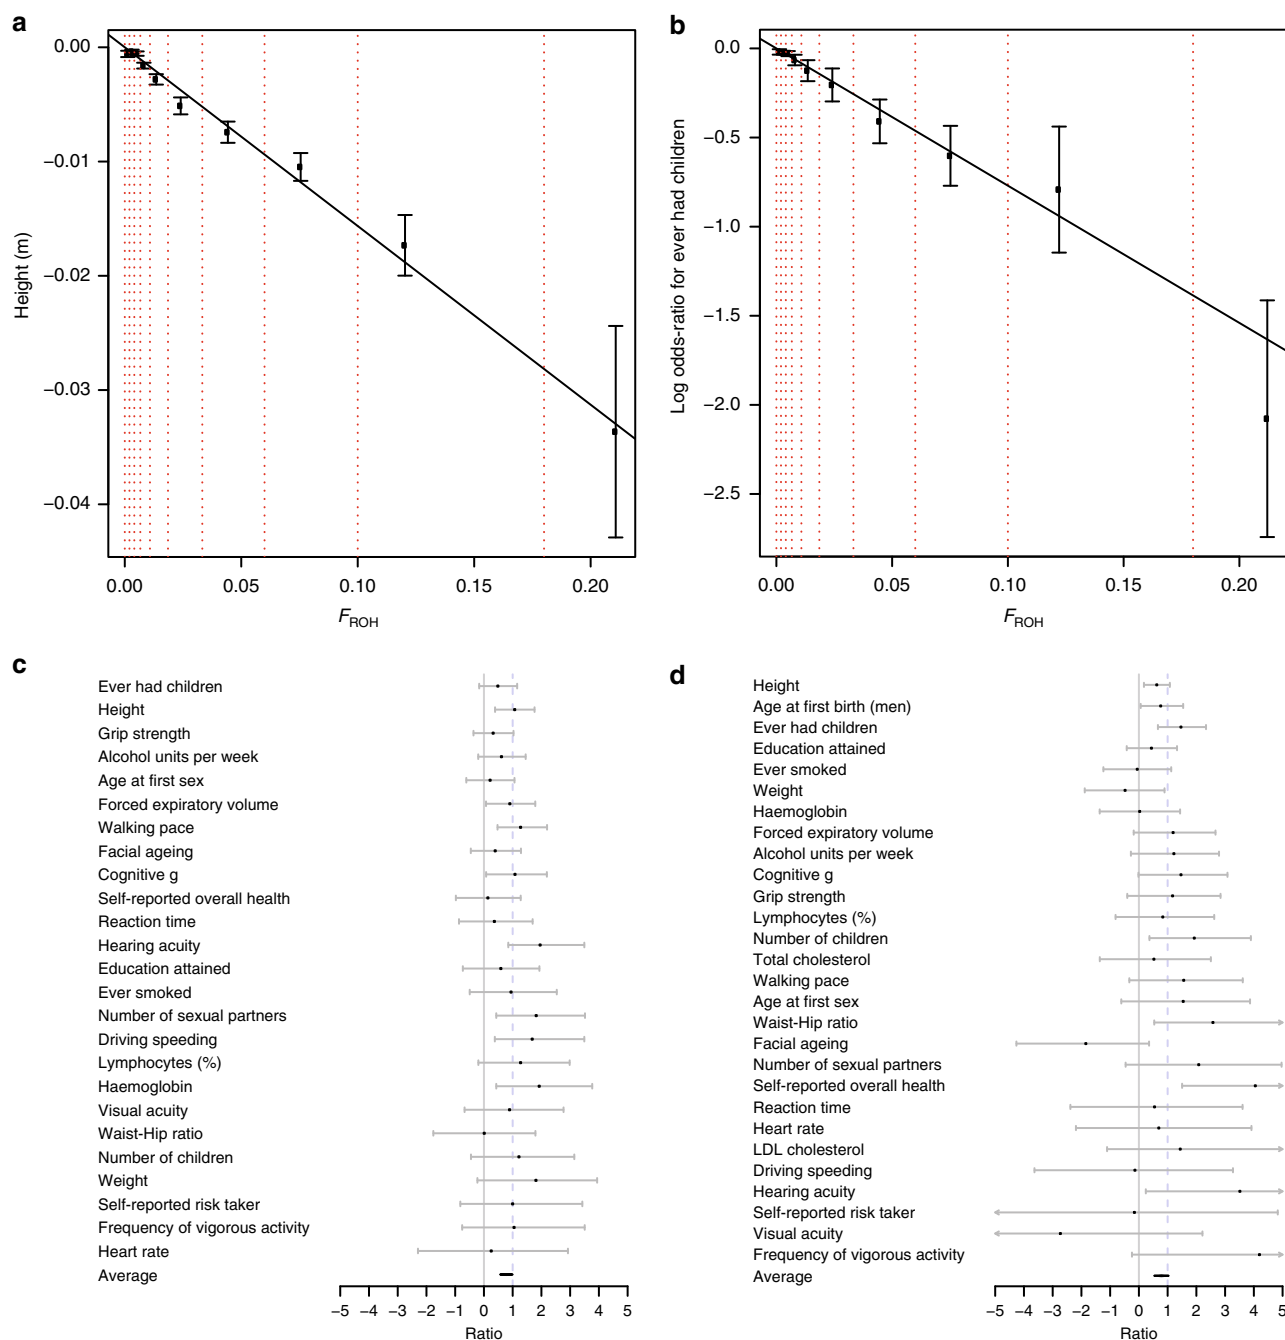 a
0.00
−0.01
−0.02
−0.03
−0.04
Height (m)
0.00 0.05 0.10 0.15 0.20
FROH
b
0.0
−0.5
−1.0
−1.5
−2.0
−2.5
Log odds-ratio for ever had children
0.00 0.05 0.10 0.15 0.20
FROH
c
Ever had children
Height
Grip strength
Alcohol units per week
Age at first sex
Forced expiratory volume
Walking pace
Facial ageing
Cognitive g
Self-reported overall health
Reaction time
Hearing acuity
Education attained
Ever smoked
Number of sexual partners
Driving speeding
Lymphocytes (%)
Haemoglobin
Visual acuity
Waist-Hip ratio
Number of children
Weight
Self-reported risk taker
Frequency of vigorous activity
Heart rate
Average
−5 −4 −3 −2 −1 0 1 2 3 4 5
Ratio
d
Height
Age at first birth (men)
Ever had children
Education attained
Ever smoked
Weight
Haemoglobin
Forced expiratory volume
Alcohol units per week
Cognitive g
Grip strength
Lymphocytes (%)
Number of children
Total cholesterol
Walking pace
Age at first sex
Waist-Hip ratio
Facial ageing
Number of sexual partners
Self-reported overall health
Reaction time
Heart rate
LDL cholesterol
Driving speeding
Hearing acuity
Self-reported risk taker
Visual acuity
Frequency of vigorous activity
Average
−5 −4 −3 −2 −1 0 1 2 3 4 5
Ratio